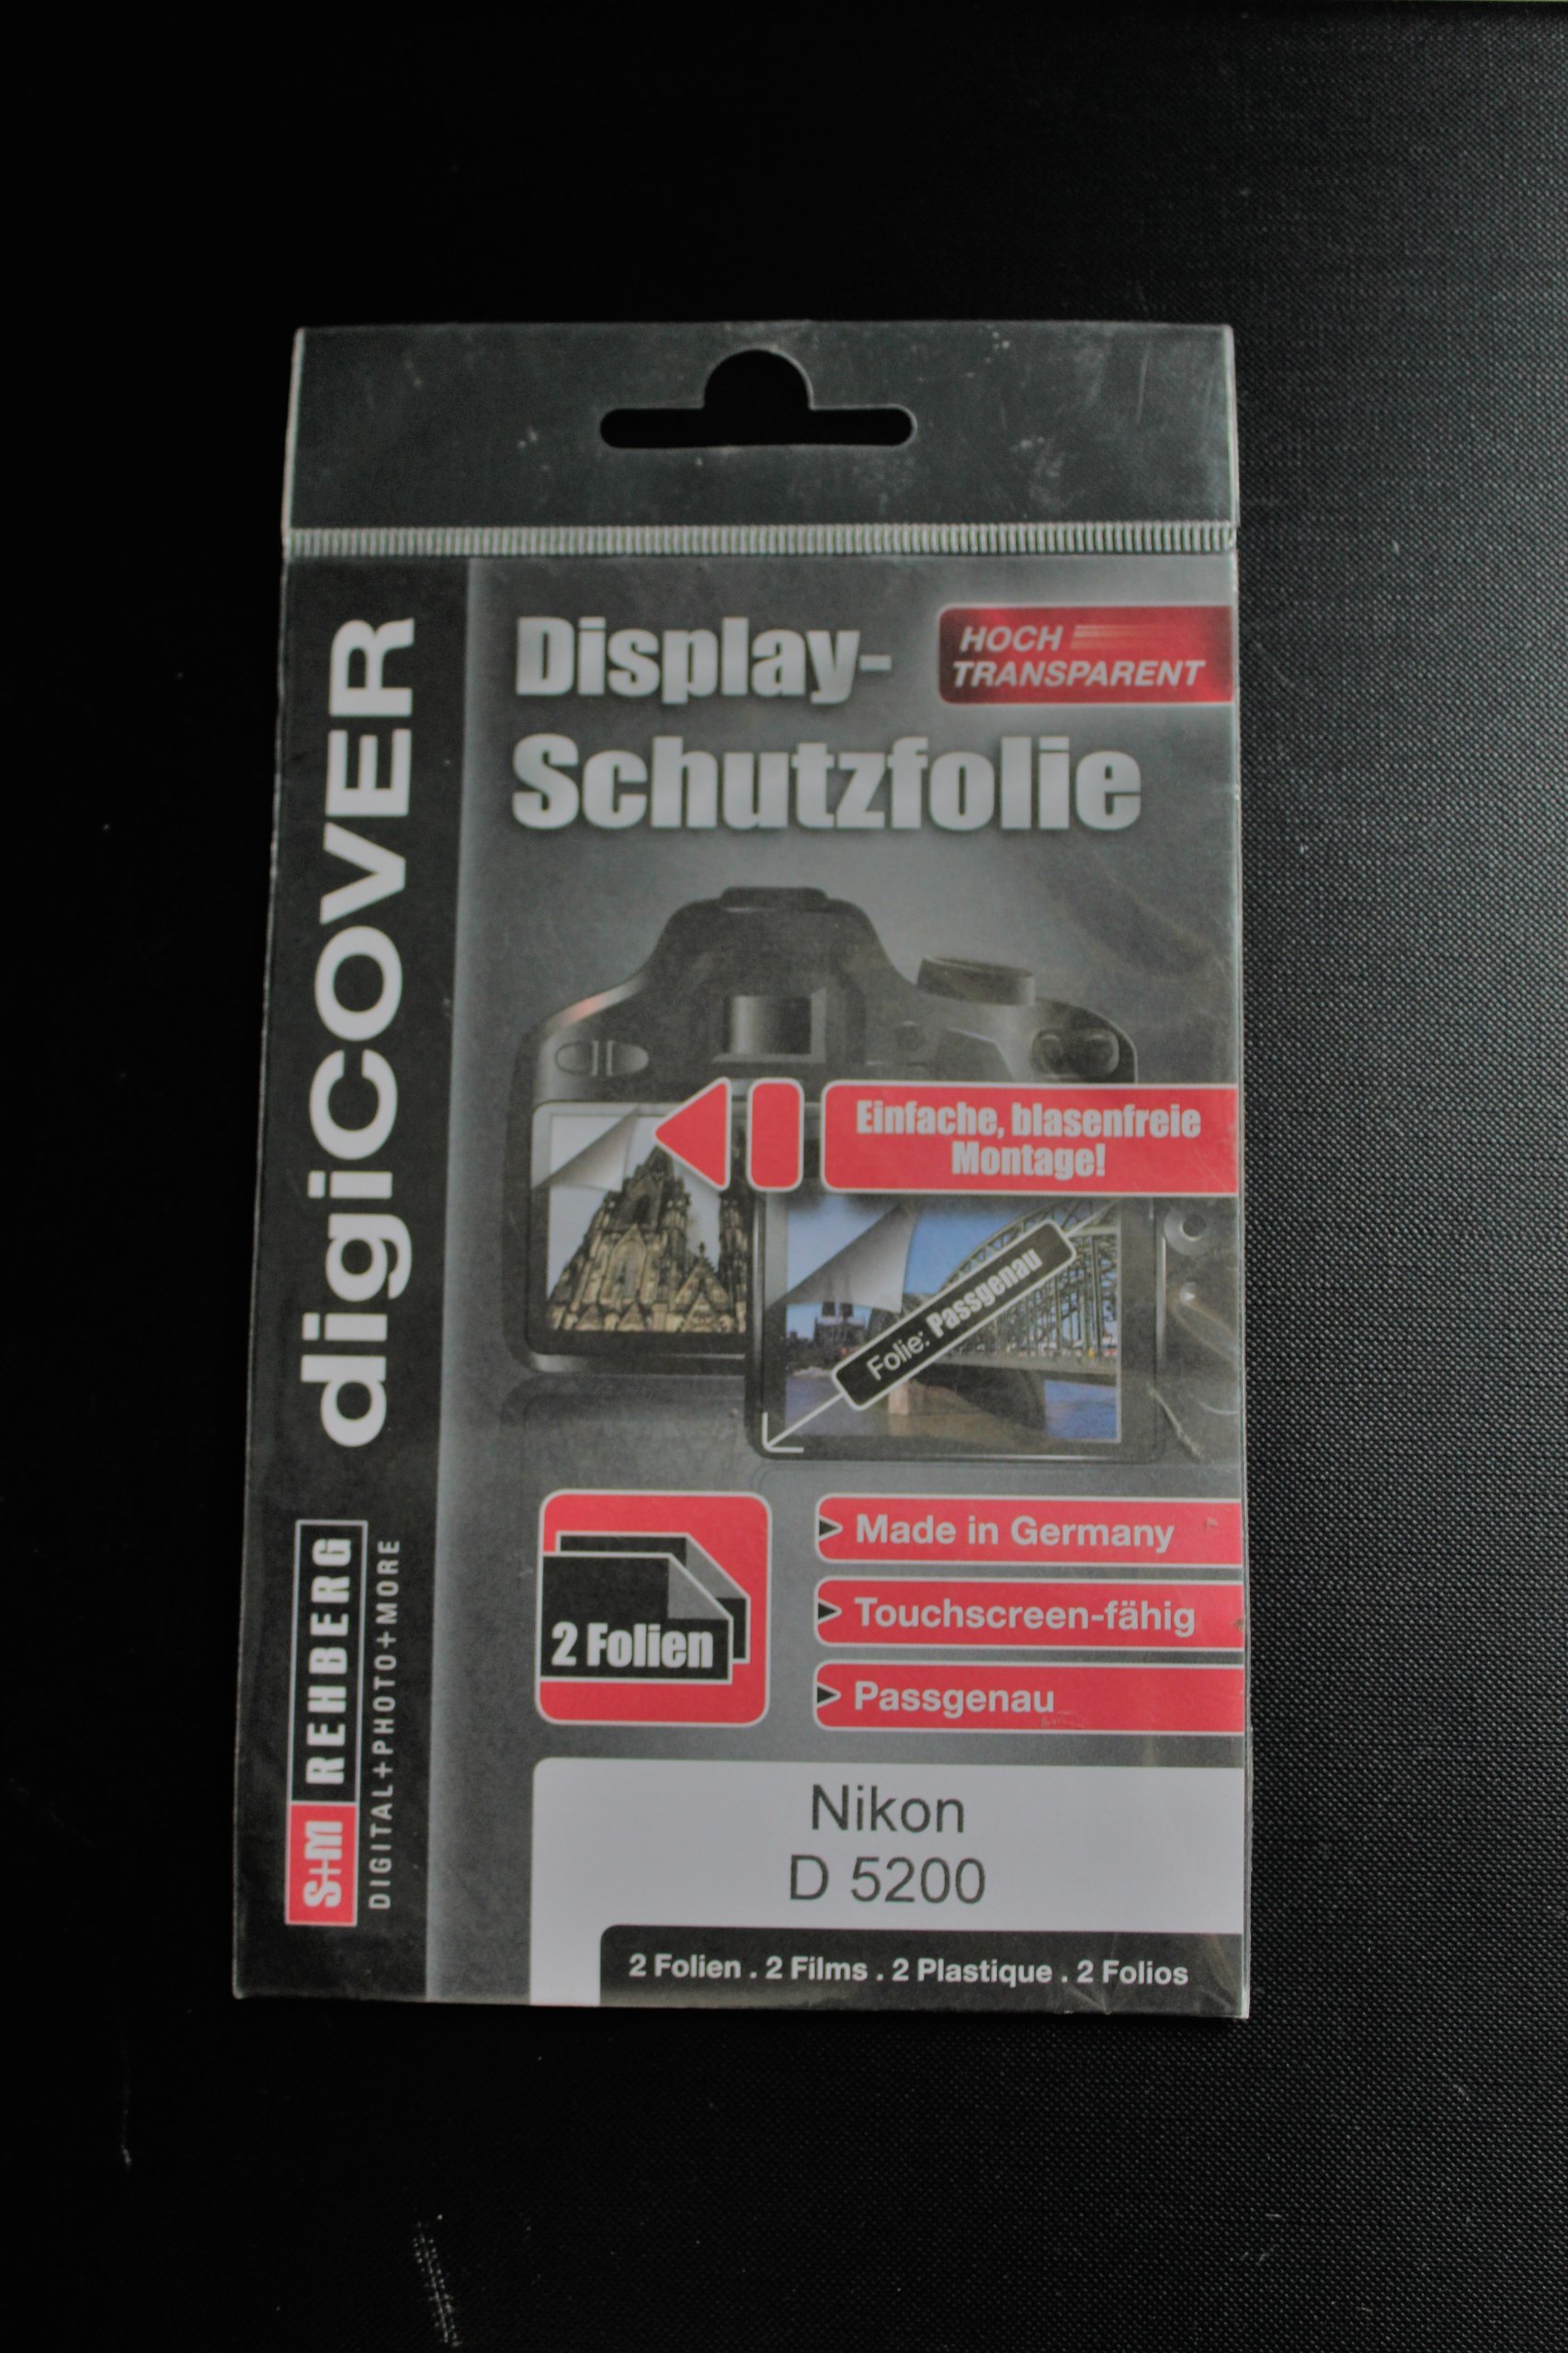 Display-
Schutzfolie
HOCH
TRANSPARENT
digiCOVER
Einfache, blasenfreie
Montage!
Folie: Passgenau
S+M REHBERG
DIGITAL+PHOTO+MORE
2 Folien
Made in Germany
Touchscreen-fähig
Passgenau
Nikon
D 5200
2 Folien . 2 Films . 2 Plastique . 2 Folios